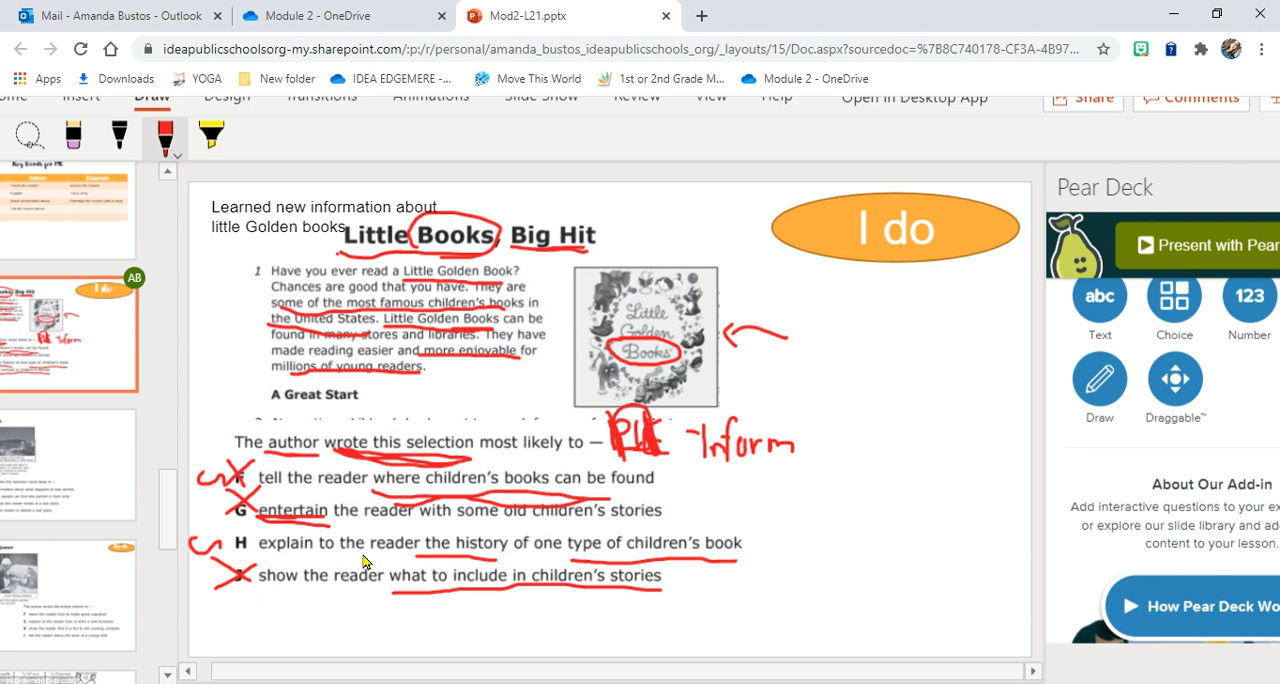 Mail - Amanda Bustos - Outlook
Module 2 - OneDrive
Mod2-L21.pptx
ideapublicschoolsorg-my.sharepoint.com/:p:/r/personal/amanda_bustos_ideapublicschools_org/_layouts/15/Doc.aspx?sourcedoc=%7B8C740178-CF3A-4B97...
Apps
Downloads
YOGA
New folder
IDEA EDGEMERE -...
Move This World
1st or 2nd Grade M...
Module 2 - OneDrive
Insert
Draw
Design
Transitions
Animations
Slide Show
Review
View
Help
Open in Desktop App
Share
Comments
AB
Learned new information about
little Golden books
Little Books, Big Hit
I do
1 Have you ever read a Little Golden Book?
Chances are good that you have. They are
some of the most famous children's books in
the United States. Little Golden Books can be
found in many stores and libraries. They have
made reading easier and more enjoyable for
millions of young readers.
A Great Start
Little
Golden
Books
The author wrote this selection most likely to —
Inform
tell the reader where children's books can be found
G entertain the reader with some old children's stories
H explain to the reader the history of one type of children's book
J show the reader what to include in children's stories
Pear Deck
Present with Pear
abc
123
Text
Choice
Number
Draw
Draggable™
About Our Add-in
Add interactive questions to your ex
or explore our slide library and ad
content to your lesson.
How Pear Deck Wo